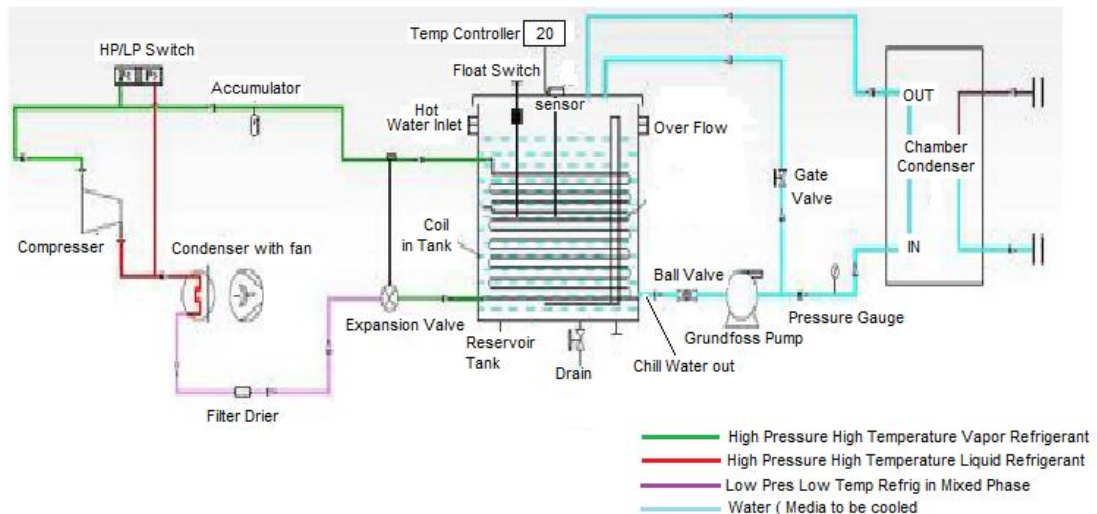 Temp Controller
20
HP/LP Switch
Float Switch
Accumulator
sensor
OUT
Hot
Water Inlet
Over Flow
Chamber
Condenser
Gate
Valve
Coil
in Tank
Compresser
Condenser with fan
IN
Ball Valve
Expansion Valve
Pressure Gauge
Reservoir
Tank
Grundfoss Pump
Chill Water out
Drain
Filter Drier
High Pressure High Temperature Vapor Refrigerant
High Pressure High Temperature Liquid Refrigerant
Low Pres Low Temp Refrig in Mixed Phase
Water ( Media to be cooled